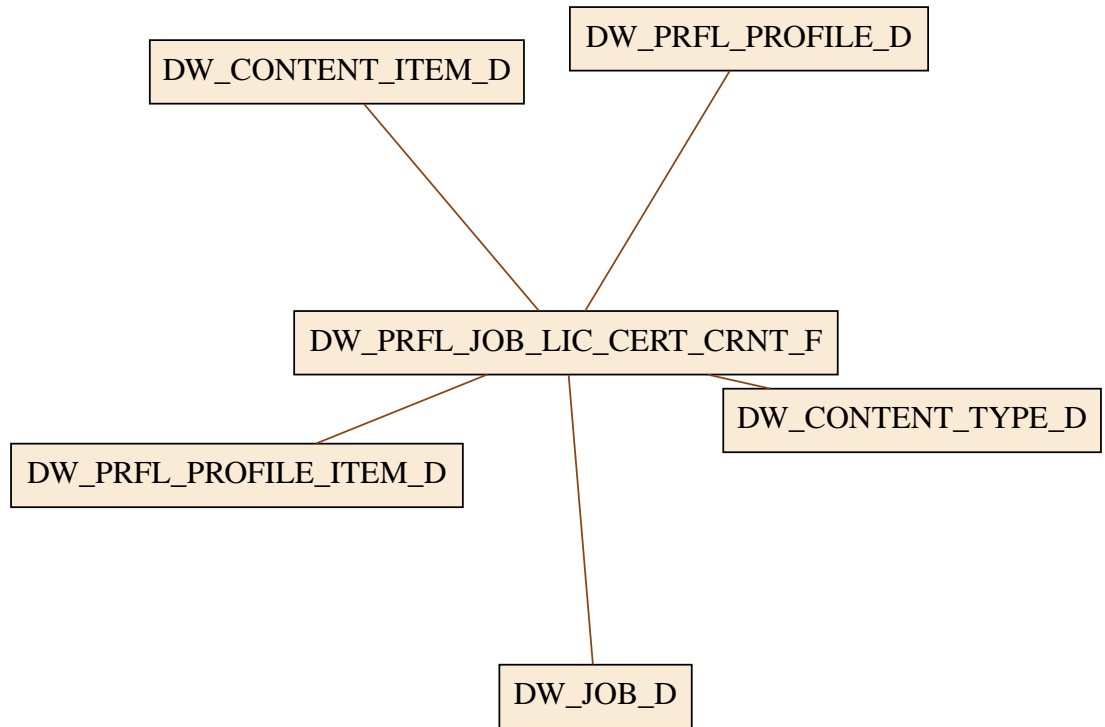 DW_PRFL_PROFILE_D
DW_CONTENT_ITEM_D
DW_PRFL_JOB_LIC_CERT_CRNT_F
DW_CONTENT_TYPE_D
DW_PRFL_PROFILE_ITEM_D
DW_JOB_D